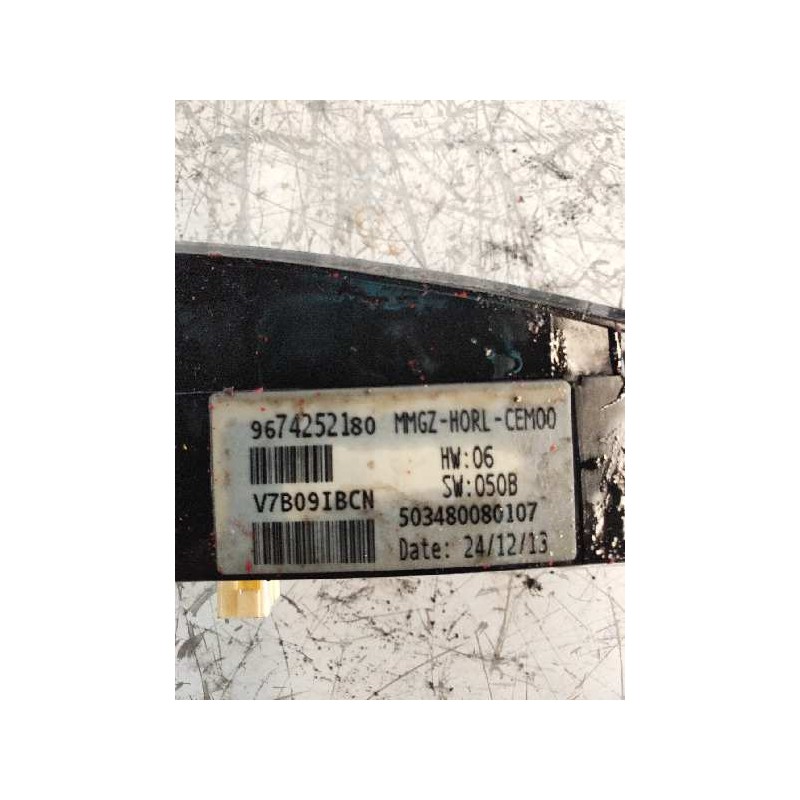 9674252180 MMGZ-HORL-CEM00
HW:06
SW:050B
V7B09IBCN
503480080107
Date: 24/12/13